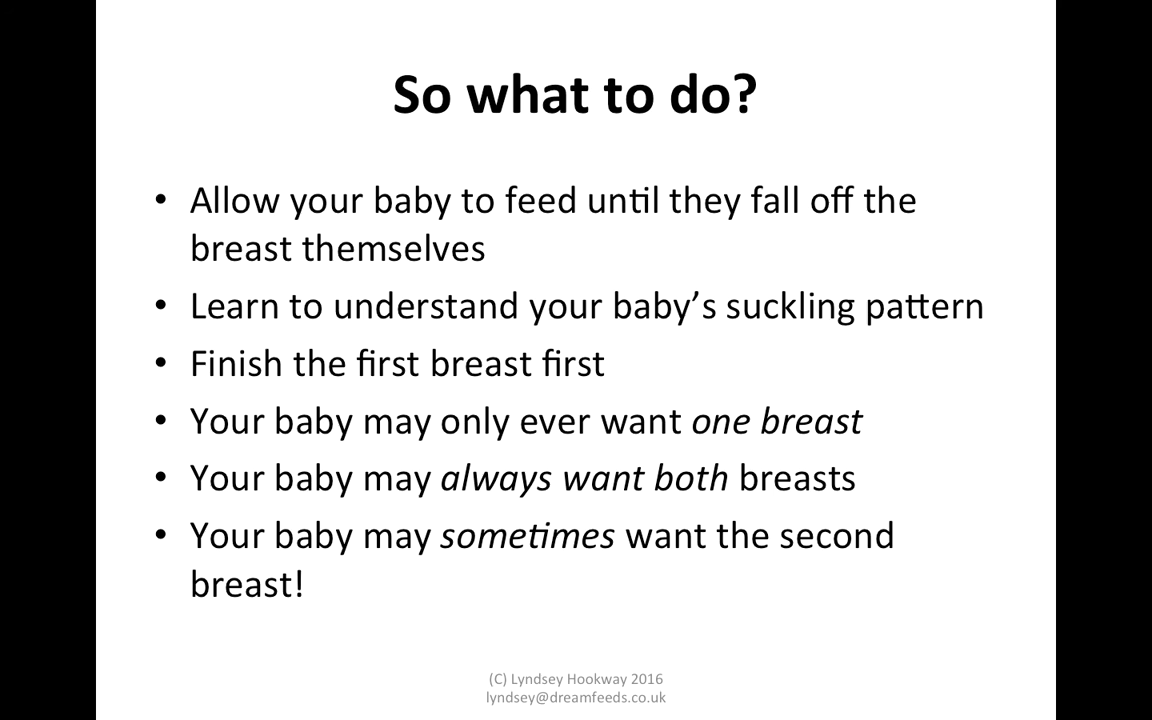 So what to do?
• Allow your baby to feed until they fall off the
breast themselves
• Learn to understand your baby’s suckling pattern
• Finish the first breast first
• Your baby may only ever want one breast
• Your baby may always want both breasts
• Your baby may sometimes want the second
breast!
(C) Lyndsey Hookway 2016
lyndsey@dreamfeeds.co.uk